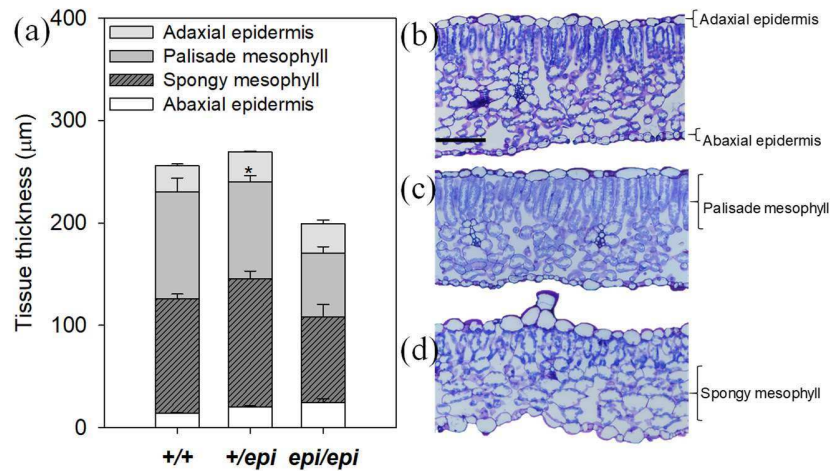 (a)
400
300
200
100
0
Tissue thickness (μm)
Adaxial epidermis
Palisade mesophyll
Spongy mesophyll
Abaxial epidermis
*
+/+
+/epi
epi/epi
(b)
Adaxial epidermis
Abaxial epidermis
(c)
Palisade mesophyll
(d)
Spongy mesophyll